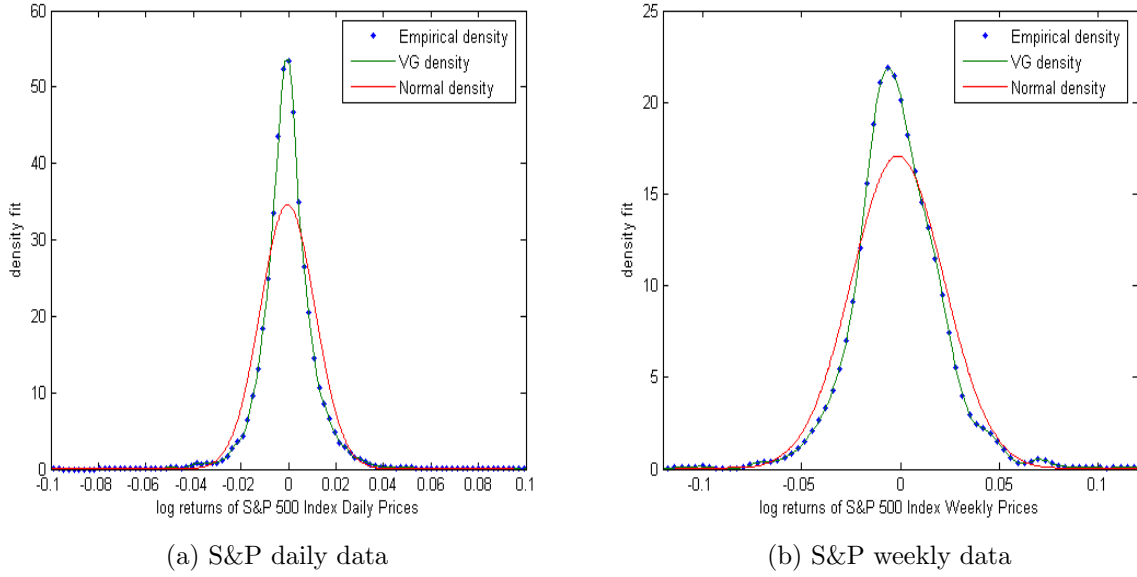 60
50
40
30
20
10
0
density fit
-0.1 -0.08 -0.06 -0.04 -0.02 0 0.02 0.04 0.06 0.08 0.1
log returns of S&P 500 Index Daily Prices
Empirical density
VG density
Normal density
(a) S&P daily data
25
20
15
10
5
0
density fit
-0.1 -0.05 0 0.05 0.1
log returns of S&P 500 Index Weekly Prices
Empirical density
VG density
Normal density
(b) S&P weekly data